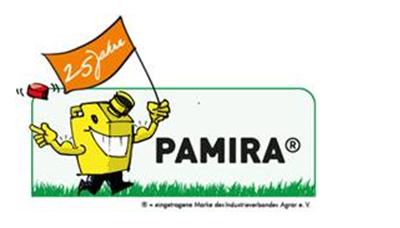 25 Jahre
PAMIRA®
® = eingetragene Marke des Industrieverbandes Agrar e. V.